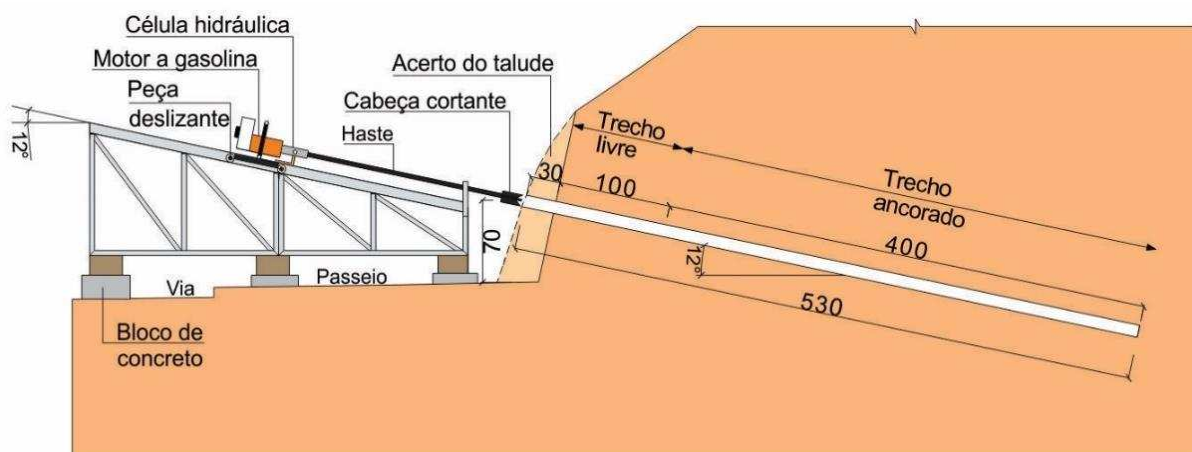 Célula hidráulica
Motor a gasolina
Peça
deslizante
Haste
Acerto do talude
Cabeça cortante
Trecho
livre
Trecho
ancorado
12°
30
100
400
70
12°
530
Via
Passeio
Bloco de
concreto